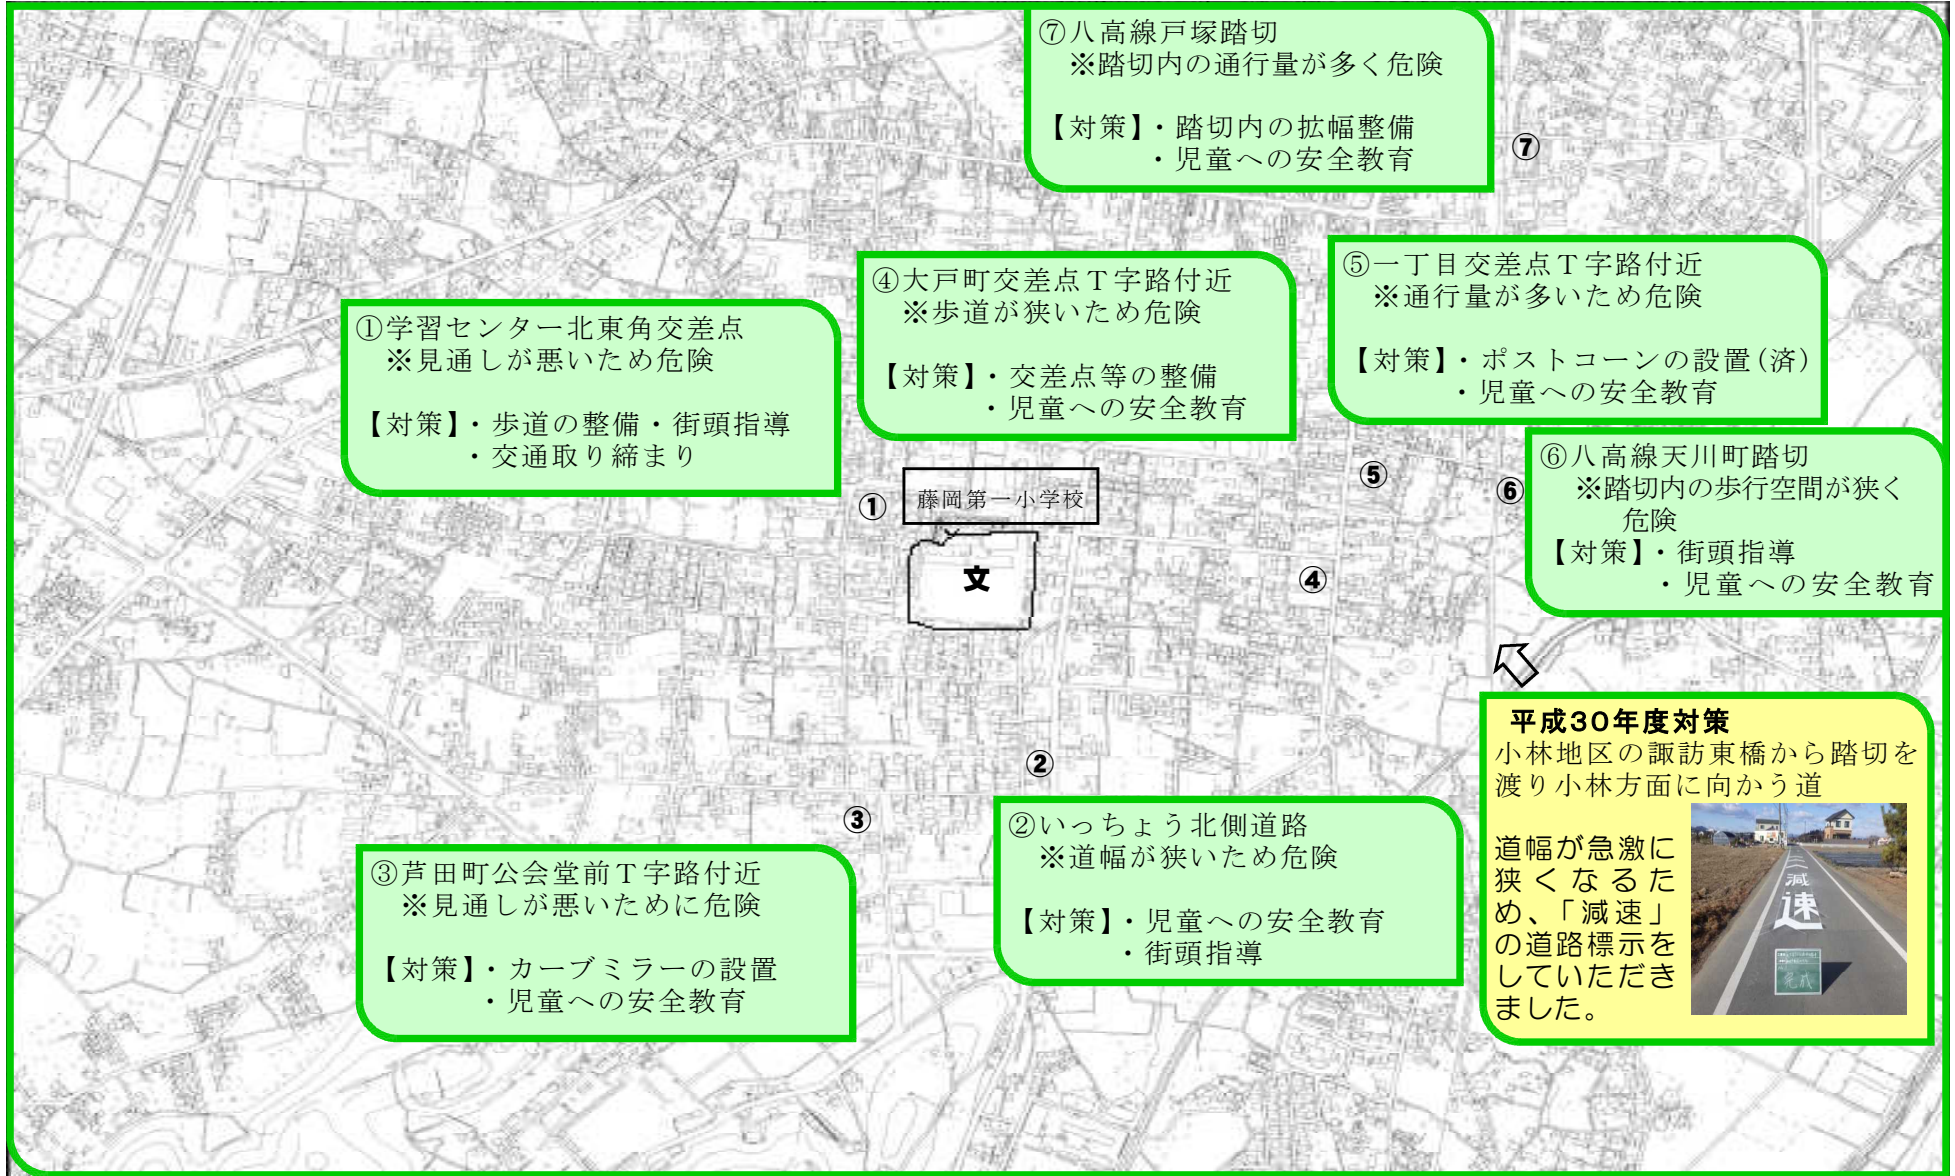 ⑦八高線戸塚踏切
※踏切内の通行量が多く危険
【対策】・踏切内の拡幅整備
・児童への安全教育
⑦
④大戸町交差点T字路付近
※歩道が狭いため危険
【対策】・交差点等の整備
・児童への安全教育
⑤一丁目交差点T字路付近
※通行量が多いため危険
【対策】・ポストコーンの設置(済)
・児童への安全教育
①学習センター北東角交差点
※見通しが悪いため危険
【対策】・歩道の整備・街頭指導
・交通取り締まり
⑥八高線天川町踏切
※踏切内の歩行空間が狭く
危険
【対策】・街頭指導
・児童への安全教育
⑤
⑥
①
藤岡第一小学校
文
④
②
③
平成30年度対策
小林地区の諏訪東橋から踏切を
渡り小林方面に向かう道
道幅が急激に
狭くなるた
め、「減速」
の道路標示を
していただき
ました。
減
速
完成
②いっちょう北側道路
※道幅が狭いため危険
【対策】・児童への安全教育
・街頭指導
③芦田町公会堂前T字路付近
※見通しが悪いために危険
【対策】・カーブミラーの設置
・児童への安全教育